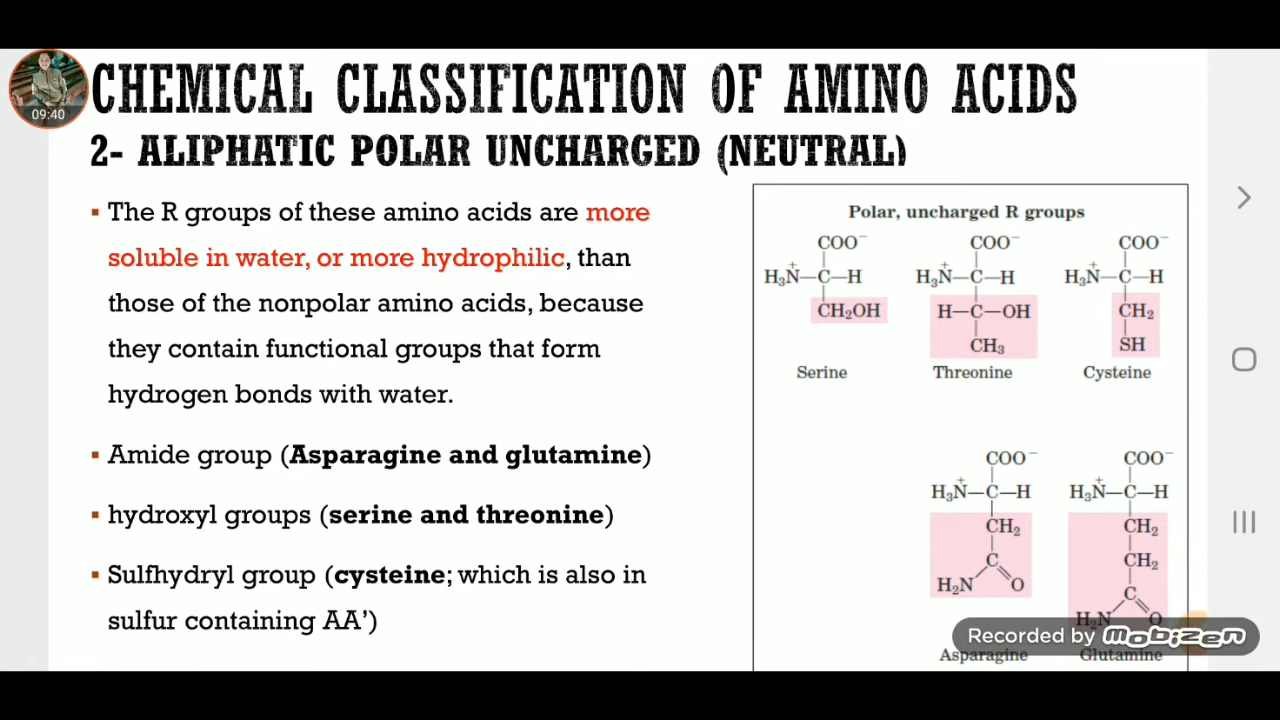 09:40
CHEMICAL CLASSIFICATION OF AMINO ACIDS
2- ALIPHATIC POLAR UNCHARGED (NEUTRAL)
▪ The R groups of these amino acids are more
soluble in water, or more hydrophilic, than
those of the nonpolar amino acids, because
they contain functional groups that form
hydrogen bonds with water.
▪ Amide group (Asparagine and glutamine)
▪ hydroxyl groups (serine and threonine)
▪ Sulfhydryl group (cysteine; which is also in
sulfur containing AA’)
Polar, uncharged R groups
COO⁻ COO⁻ COO⁻
H₃N⁺—C—H H₃N⁺—C—H H₃N⁺—C—H
CH₂OH H—C—OH CH₂
CH₃ SH
Serine Threonine Cysteine
COO⁻ COO⁻
H₃N⁺—C—H H₃N⁺—C—H
CH₂ CH₂
C CH₂
H₂N O C
H₂N O
Asparagine Glutamine
Recorded by mobizen